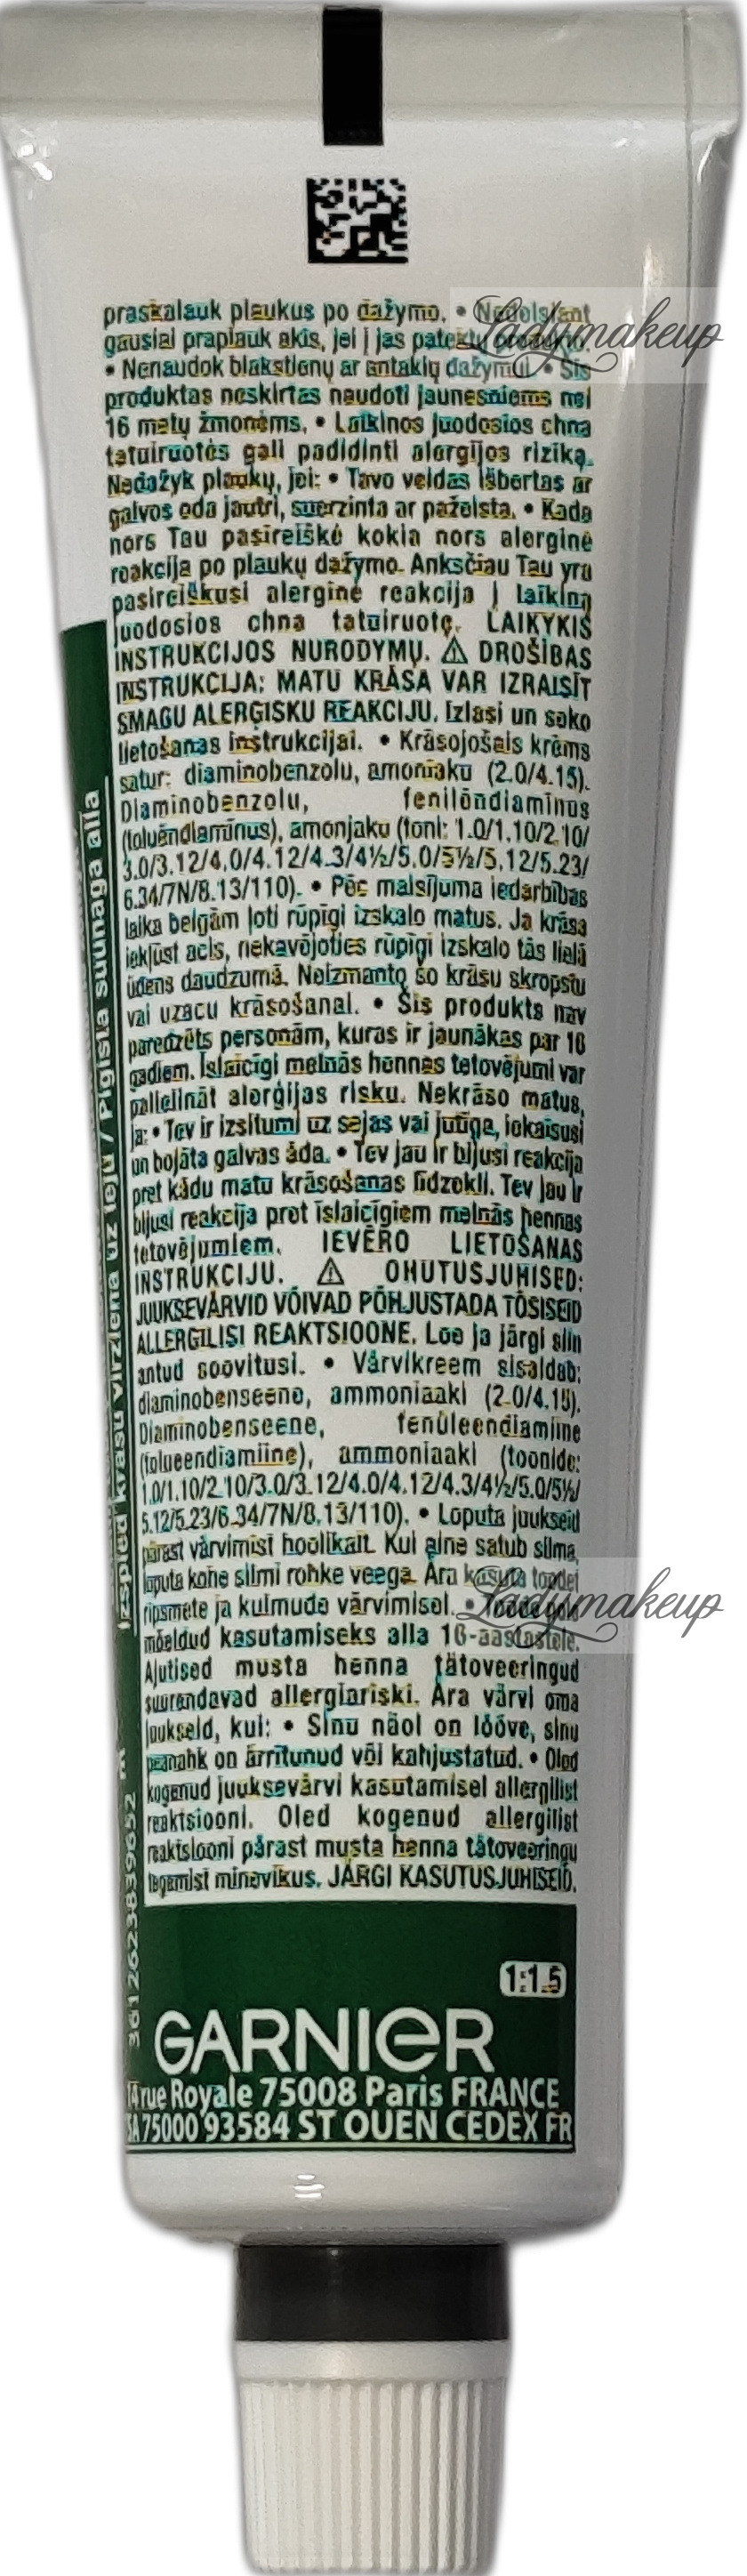 praskalauk plaukus po dažymo. • Nedelsiant
gausiai praplauk akis, jei į jas patektų
• Nenaudok blakstienų ar antakių dažymui. • Šis
produktas neskirtas naudoti jaunesniems nei
16 metų žmonėms. • Laikinos juodosios chna
tatuiruotės gali padidinti alergijos riziką.
Nedažyk plaukų, jei: • Tavo veidas išbertas ar
galvos oda jautri, suerzinta ar pažeista. • Kada
nors Tau pasireiškė kokia nors alerginė
reakcija po plaukų dažymo. Anksčiau Tau yra
pasireiškusi alerginė reakcija į laikiną
juodosios chna tatuiruotę. LAIKYKIS
INSTRUKCIJOS NURODYMŲ. ⚠ DROŠĪBAS
INSTRUKCIJA: MATU KRĀSA VAR IZRAISĪT
SMAGU ALERĢISKU REAKCIJU. Izlasi un seko
lietošanas instrukcijai. • Krāsojošais krēms
satur: diaminobenzolu, amonjaku (2.0/4.15).
Diaminobenzolu, fenilēndiamīnus
(toluēndiamīnus), amonjaku (toņi: 1.0/1.10/2.10/
3.0/3.12/4.0/4.12/4.3/4½/5.0/5½/5.12/5.23/
6.34/7N/8.13/110). • Pēc maisījuma iedarbības
laika beigām ļoti rūpīgi izskalo matus. Ja krāsa
iekļūst acīs, nekavējoties rūpīgi izskalo tās lielā
ūdens daudzumā. Neizmanto šo krāsu skropstu
vai uzacu krāsošanai. • Šis produkts nav
paredzēts personām, kuras ir jaunākas par 16
gadiem. Īslaicīgi melnās hennas tetovējumi var
palielināt alerģijas risku. Nekrāso matus,
ja: • Tev ir izsitumi uz sejas vai jutīga, iekaisusi
un bojāta galvas āda. • Tev jau ir bijusi reakcija
pret kādu matu krāsošanas līdzekli. Tev jau ir
bijusi reakcija pret īslaicīgiem melnās hennas
tetovējumiem. IEVĒRO LIETOŠANAS
INSTRUKCIJU. ⚠ OHUTUSJUHISED:
JUUKSEVÄRVID VÕIVAD PÕHJUSTADA TÕSISEID
ALLERGILISI REAKTSIOONE. Loe ja järgi siin
antud soovitusi. • Värvikreem sisaldab:
diaminobenseene, ammoniaaki (2.0/4.15).
Diaminobenseene, fenüleendiamiine
(tolueendiamiine), ammoniaaki (toonide:
1.0/1.10/2.10/3.0/3.12/4.0/4.12/4.3/4½/5.0/5½/
5.12/5.23/6.34/7N/8.13/110). • Loputa juukseid
pärast värvimist hoolikalt. Kui aine satub silma,
loputa kohe silmi rohke veega. Ära kasuta toodet
ripsmete ja kulmude värvimisel. •
mõeldud kasutamiseks alla 16-aastastele.
Ajutised musta henna tätoveeringud
suurendavad allergiariski. Ära värvi oma
juukseid, kui: • Sinu näol on lööve, sinu
peanahk on ärritunud või kahjustatud. • Oled
kogenud juuksevärvi kasutamisel allergilist
reaktsiooni. Oled kogenud allergilist
reaktsiooni pärast musta henna tätoveeringu
tegemist minevikus. JÄRGI KASUTUSJUHISEID.
Izspied krāsu virzienā uz leju / Pigista suunaga alla
3612623839652
1:1.5
GARNIER
14 rue Royale 75008 Paris FRANCE
SA 75000 93584 ST OUEN CEDEX FR
Ladymakeup
Ladymakeup